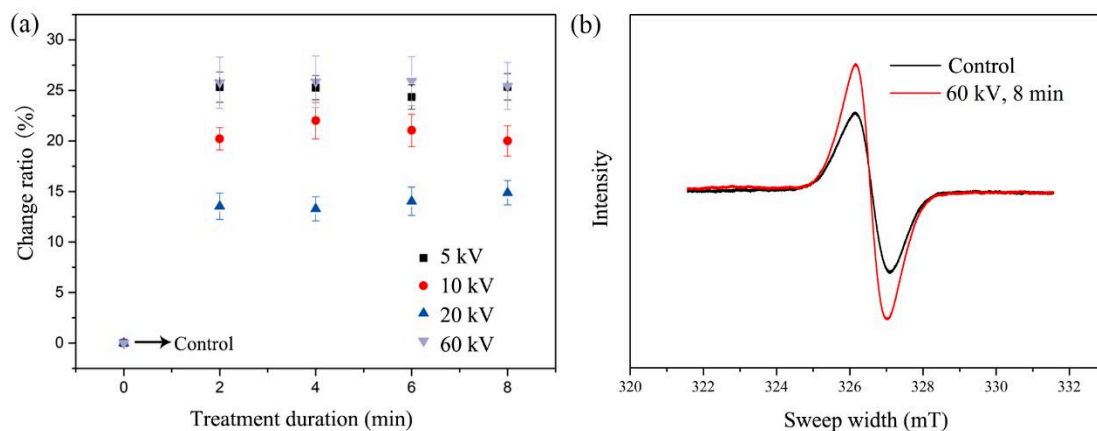 (a)
30
25
20
15
10
5
0
Change ratio (%)
5 kV
10 kV
20 kV
60 kV
Control
0 2 4 6 8
Treatment duration (min)
(b)
Control
60 kV, 8 min
Intensity
320 322 324 326 328 330 332
Sweep width (mT)